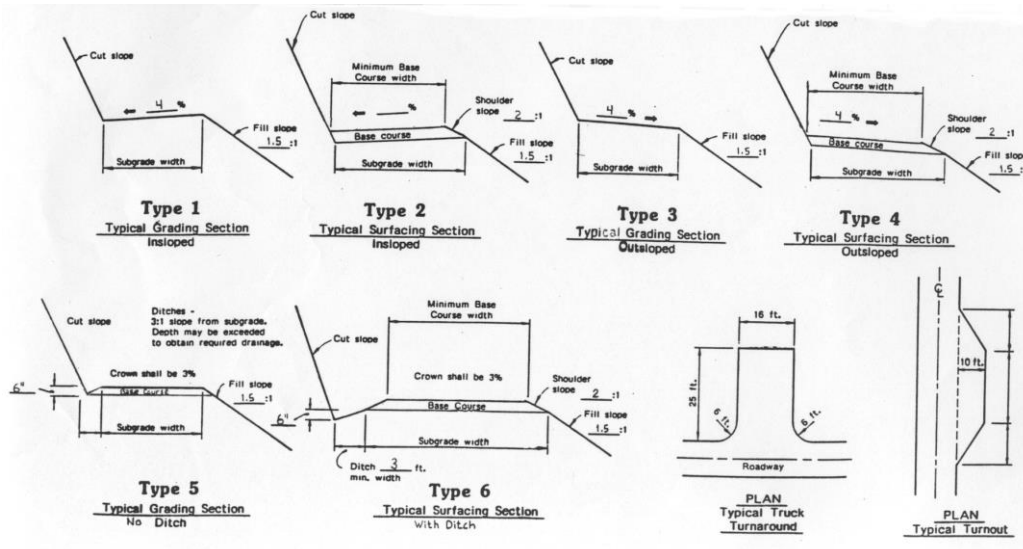 Cut slope
← 4 %
Fill slope
1.5 :1
Subgrade width
Type 1
Typical Grading Section
Insloped
Cut slope
Minimum Base
Course width
← %
Shoulder
slope 2 :1
Base course
Fill slope
1.5 :1
Subgrade width
Type 2
Typical Surfacing Section
Insloped
Cut slope
4 % →
Fill slope
1.5 :1
Subgrade width
Type 3
Typical Grading Section
Outsloped
Cut slope
Minimum Base
Course width
4 % →
Shoulder
slope 2 :1
Base course
Fill slope
1.5 :1
Subgrade width
Type 4
Typical Surfacing Section
Outsloped
Cut slope
Ditches -
3:1 slope from subgrade.
Depth may be exceeded
to obtain required drainage.
Crown shall be 3%
6"
Base Course
Fill slope
1.5 :1
Subgrade width
Type 5
Typical Grading Section
No Ditch
Minimum Base
Course width
Cut slope
Crown shall be 3%
Shoulder
slope 2 :1
6"
Base Course
Fill slope
1.5 :1
Subgrade width
Ditch 3 ft.
min. width
Type 6
Typical Surfacing Section
With Ditch
16 ft.
25 ft.
6 ft.
6 ft.
Roadway
PLAN
Typical Truck
Turnaround
℄
10 ft.
PLAN
Typical Turnout